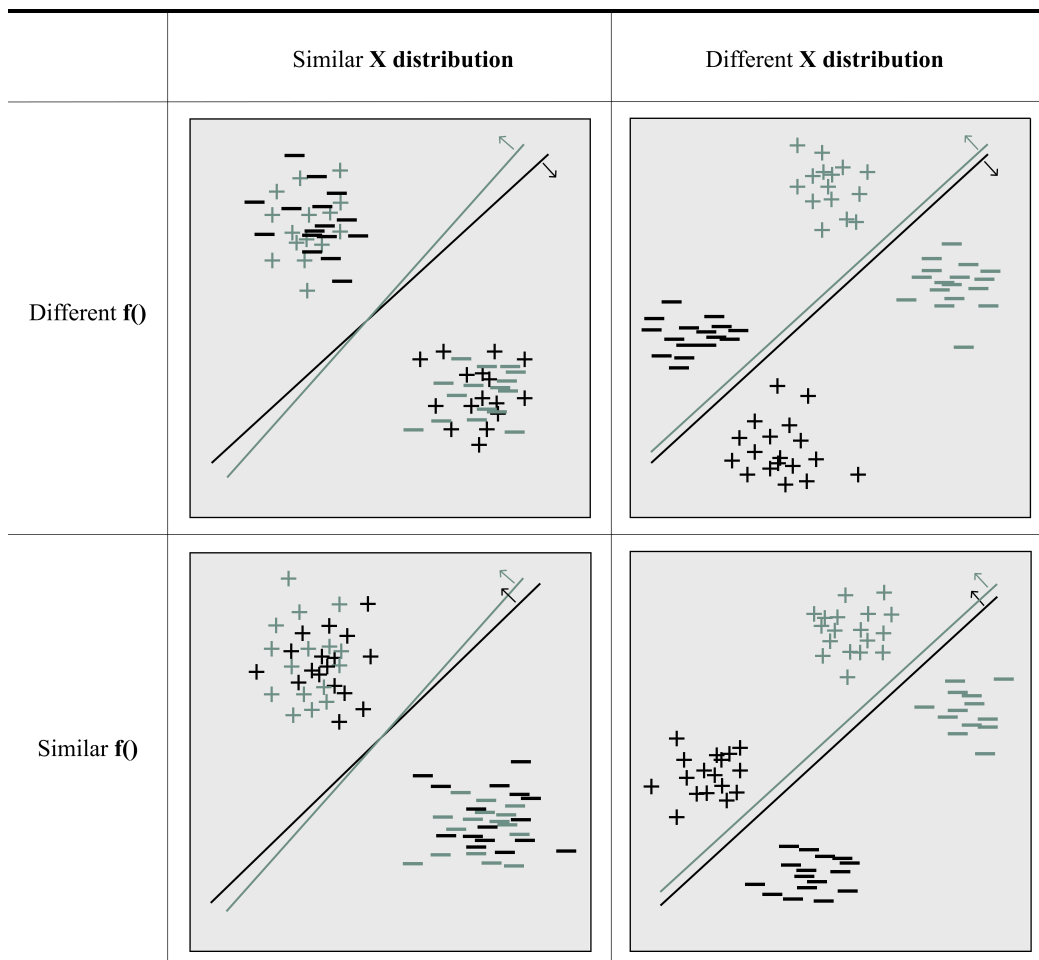 Similar X distribution
Different X distribution
Different f()
Similar f()